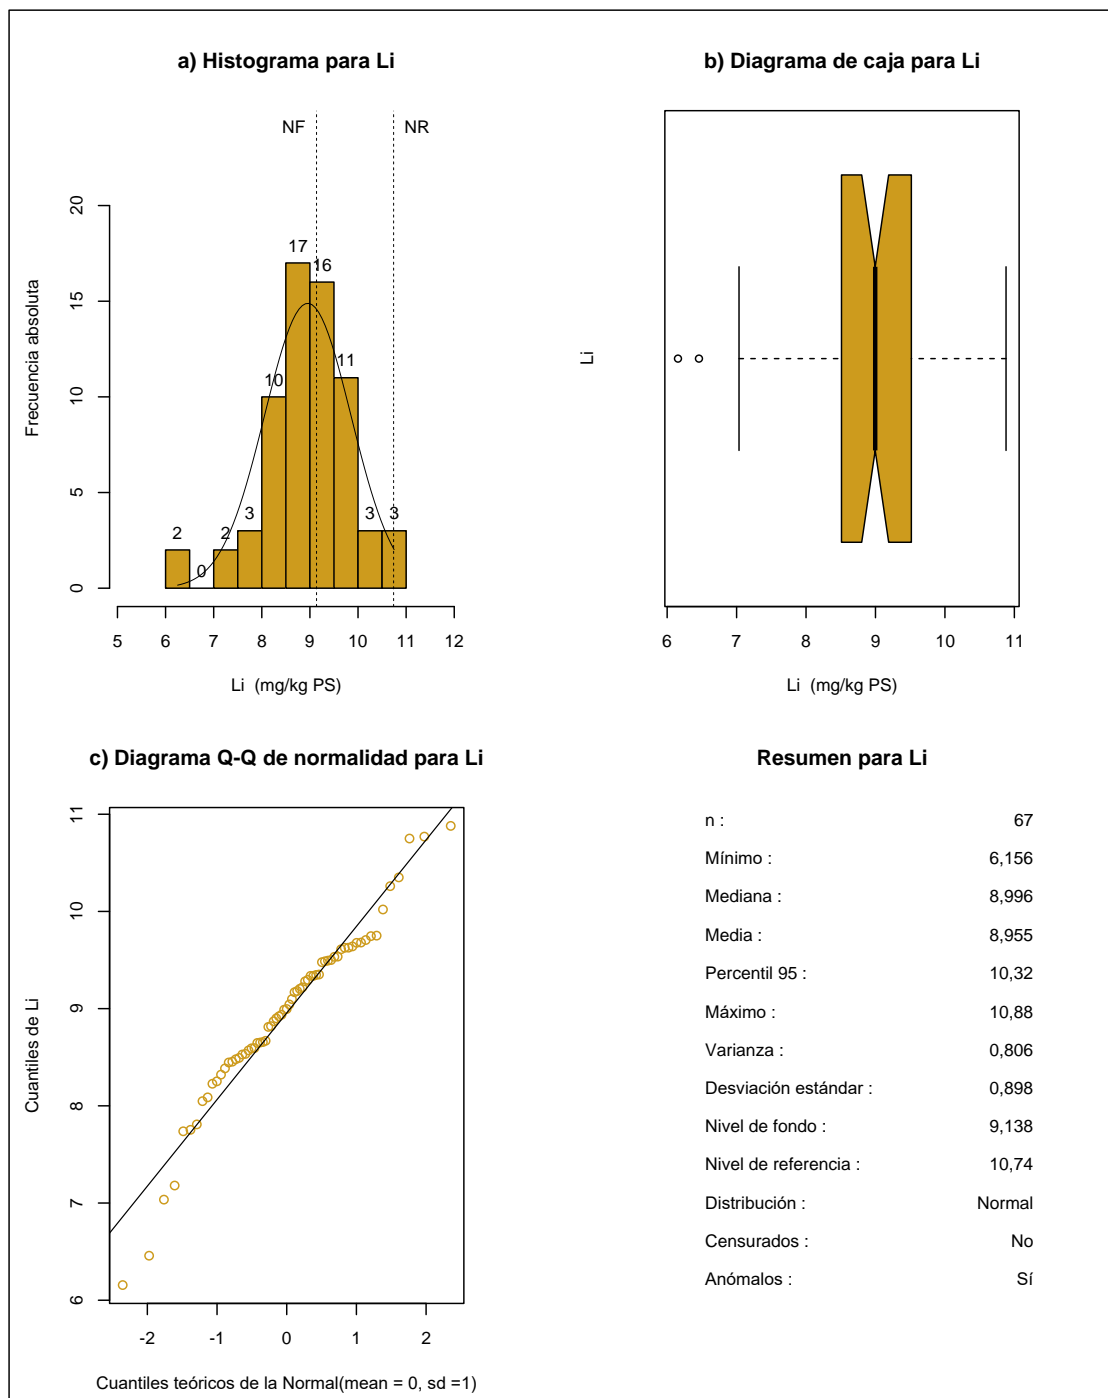 a) Histograma para Li
NF
NR
Frecuencia absoluta
20
15
10
5
0
2
0
2
3
10
17
16
11
3
3
5 6 7 8 9 10 11 12
Li (mg/kg PS)
b) Diagrama de caja para Li
Li
6 7 8 9 10 11
Li (mg/kg PS)
c) Diagrama Q-Q de normalidad para Li
Cuantiles de Li
11
10
9
8
7
6
-2 -1 0 1 2
Cuantiles teóricos de la Normal(mean = 0, sd =1)
Resumen para Li
n : 67
Mínimo : 6,156
Mediana : 8,996
Media : 8,955
Percentil 95 : 10,32
Máximo : 10,88
Varianza : 0,806
Desviación estándar : 0,898
Nivel de fondo : 9,138
Nivel de referencia : 10,74
Distribución : Normal
Censurados : No
Anómalos : Sí